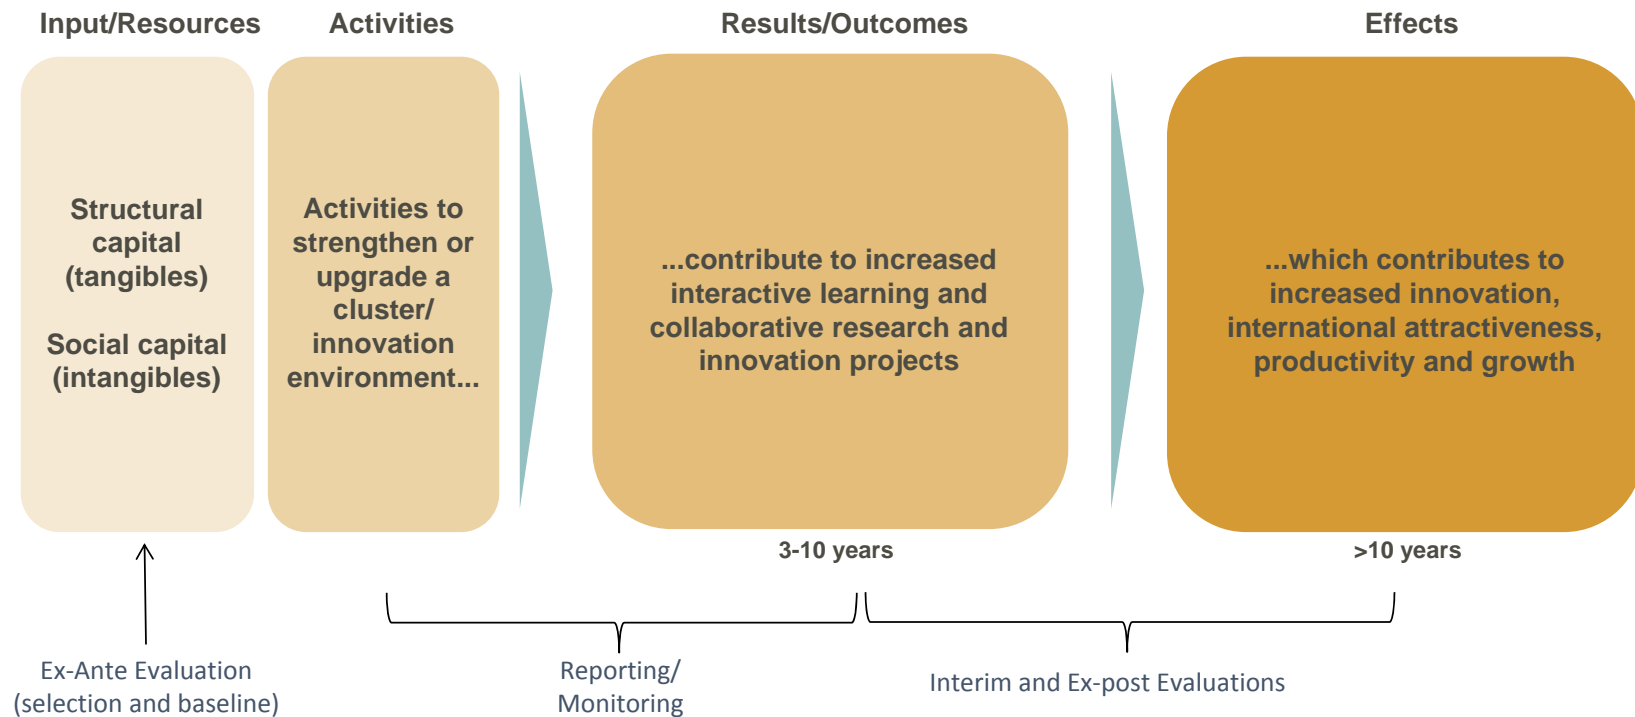 Input/Resources
Activities
Results/Outcomes
Effects
Structural
capital
(tangibles)
Social capital
(intangibles)
Activities to
strengthen or
upgrade a
cluster/
innovation
environment...
...contribute to increased
interactive learning and
collaborative research and
innovation projects
...which contributes to
increased innovation,
international attractiveness,
productivity and growth
3-10 years
>10 years
Ex-Ante Evaluation
(selection and baseline)
Reporting/
Monitoring
Interim and Ex-post Evaluations